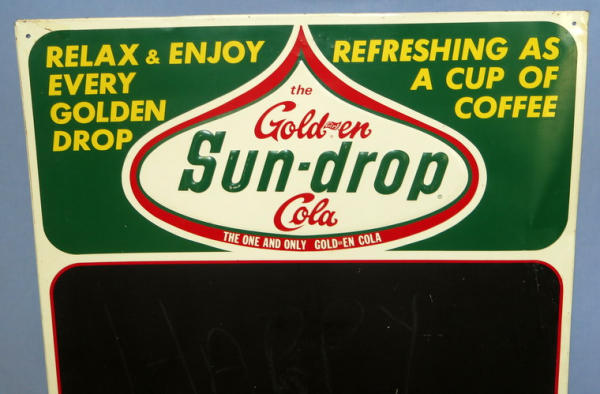 RELAX & ENJOY
EVERY
GOLDEN
DROP
REFRESHING AS
A CUP OF
COFFEE
the
Gold-en
Sun-drop®
Cola
THE ONE AND ONLY GOLD-EN COLA
HAPPY